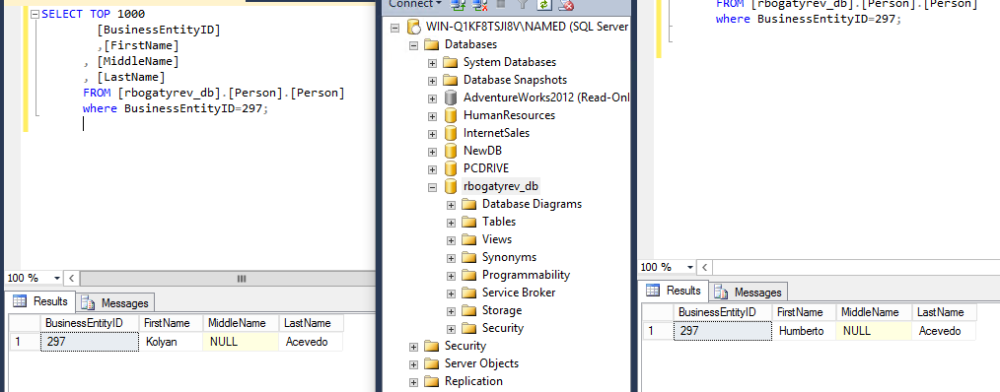 SELECT TOP 1000
[BusinessEntityID]
,[FirstName]
, [MiddleName]
, [LastName]
FROM [rbogatyrev_db].[Person].[Person]
where BusinessEntityID=297;
100 %
Results Messages
BusinessEntityID FirstName MiddleName LastName
1 297 Kolyan NULL Acevedo
Connect
WIN-Q1KF8TSJI8V\NAMED (SQL Server
Databases
System Databases
Database Snapshots
AdventureWorks2012 (Read-Onl
HumanResources
InternetSales
NewDB
PCDRIVE
rbogatyrev_db
Database Diagrams
Tables
Views
Synonyms
Programmability
Service Broker
Storage
Security
Security
Server Objects
Replication
FROM [rbogatyrev_db].[Person].[Person]
where BusinessEntityID=297;
100 %
Results Messages
BusinessEntityID FirstName MiddleName LastName
1 297 Humberto NULL Acevedo